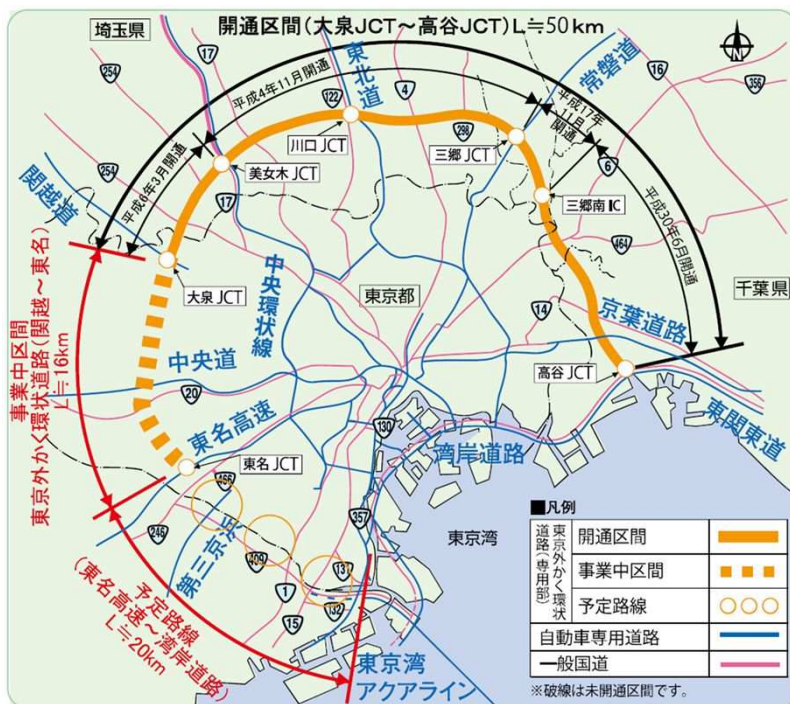 埼玉県
開通区間(大泉JCT~高谷JCT)L≒50km
17
254
122
東北道
4
常磐道
16
356
平成4年11月開通
平成17年
11月
開通
298
川口JCT
三郷JCT
6
254
美女木JCT
三郷南IC
関越道
平成6年3月開通
17
464
平成30年6月開通
大泉JCT
中央環状線
東京都
14
京葉道路
千葉県
事業中区間
東京外かく環状道路(関越~東名)
L≒16km
中央道
20
高谷JCT
東関東道
東名高速
130
湾岸道路
東名JCT
466
246
357
東京湾
第三京浜
409
131
1
132
15
予定路線
(東名高速~湾岸道路)
L≒20km
東京湾
アクアライン
■凡例
東京外かく環状
道路(専用部)
開通区間
事業中区間
予定路線
自動車専用道路
一般国道
※破線は未開通区間です。